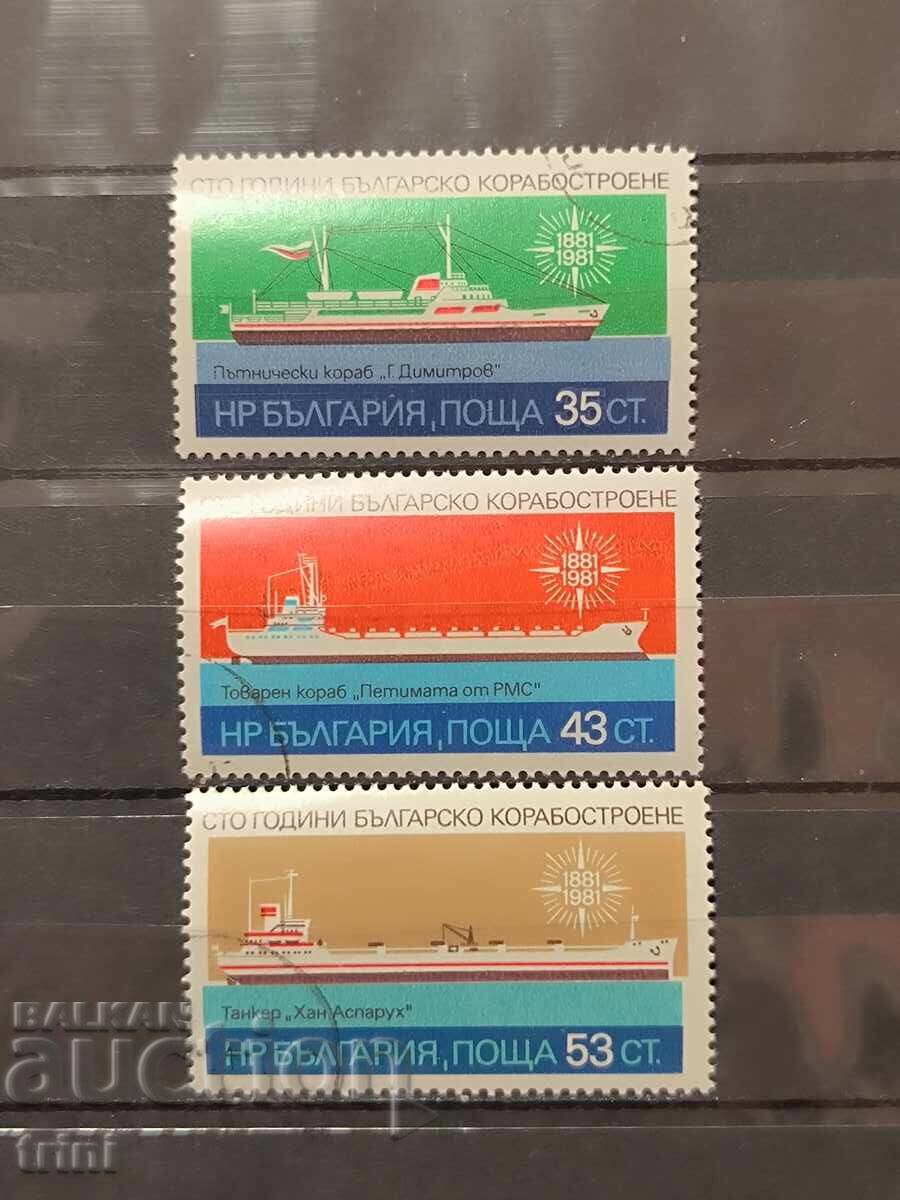 СТО ГОДИНИ БЪЛГАРСКО КОРАБОСТРОЕНЕ
1881
1981
Пътнически кораб „Г. Димитров"
НР БЪЛГАРИЯ, ПОЩА 35 СТ.
ГОДИНИ БЪЛГАРСКО КОРАБОСТРОЕНЕ
1881
1981
Товарен кораб „Петимата от РМС"
НР БЪЛГАРИЯ, ПОЩА 43 СТ.
СТО ГОДИНИ БЪЛГАРСКО КОРАБОСТРОЕНЕ
1881
1981
Танкер „Хан Аспарух"
НР БЪЛГАРИЯ, ПОЩА 53 СТ.
BALKAN
auction
trini